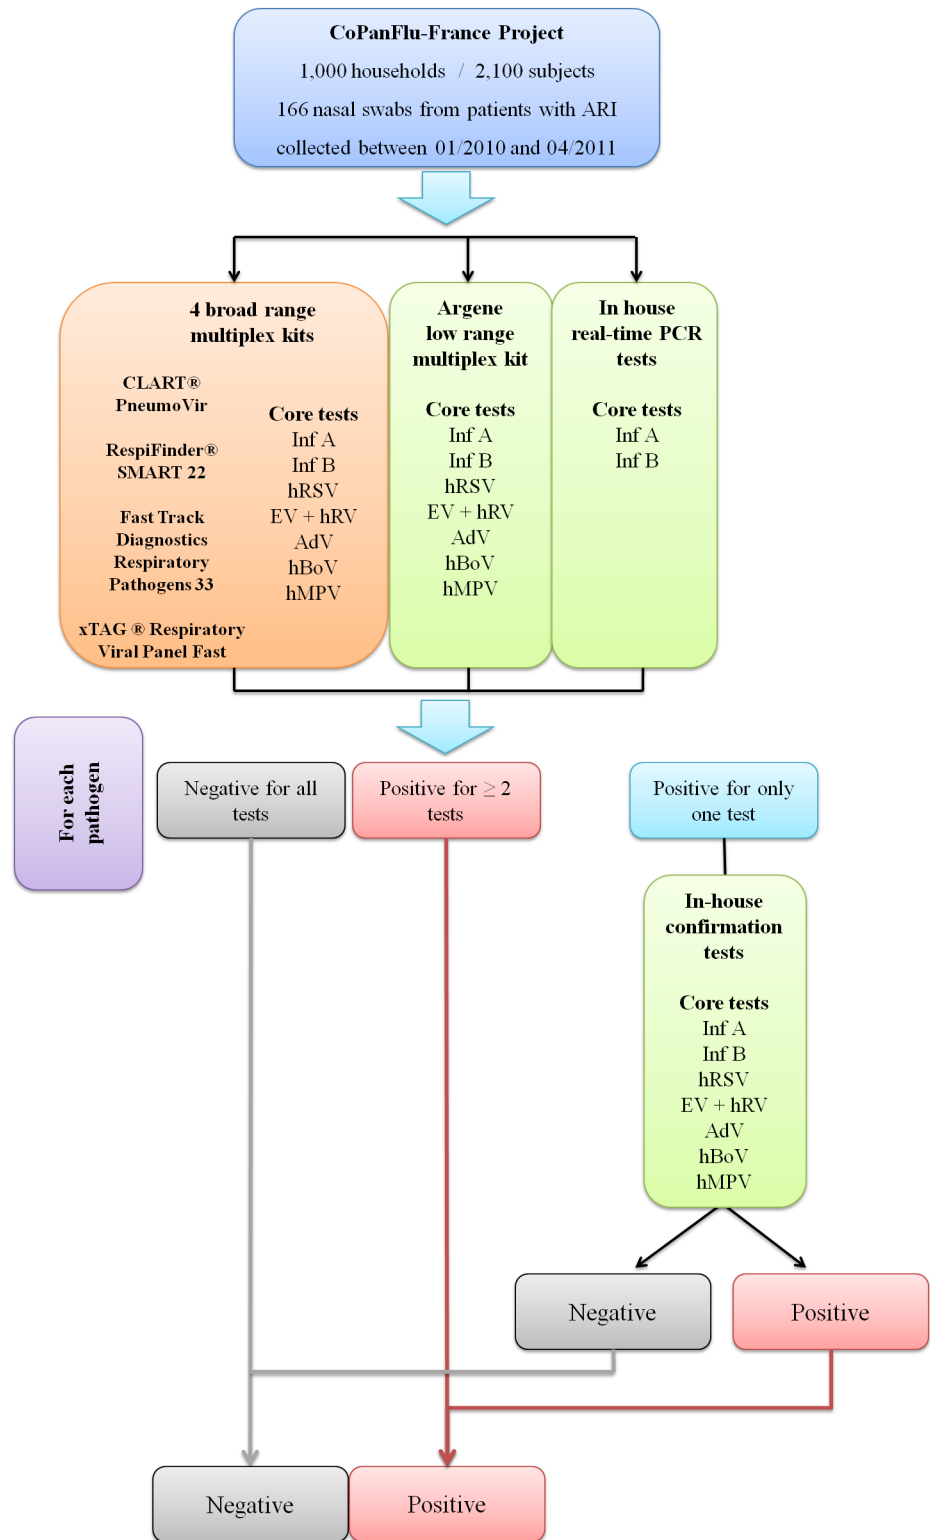 CoPanFlu-France Project
1,000 households / 2,100 subjects
166 nasal swabs from patients with ARI
collected between 01/2010 and 04/2011
4 broad range
multiplex kits
CLART®
PneumoVir
RespiFinder®
SMART 22
Fast Track
Diagnostics
Respiratory
Pathogens 33
xTAG ® Respiratory
Viral Panel Fast
Core tests
Inf A
Inf B
hRSV
EV + hRV
AdV
hBoV
hMPV
Argene
low range
multiplex kit
Core tests
Inf A
Inf B
hRSV
EV + hRV
AdV
hBoV
hMPV
In house
real-time PCR
tests
Core tests
Inf A
Inf B
For each
pathogen
Negative for all
tests
Positive for ≥ 2
tests
Positive for only
one test
In-house
confirmation
tests
Core tests
Inf A
Inf B
hRSV
EV + hRV
AdV
hBoV
hMPV
Negative
Positive
Negative
Positive